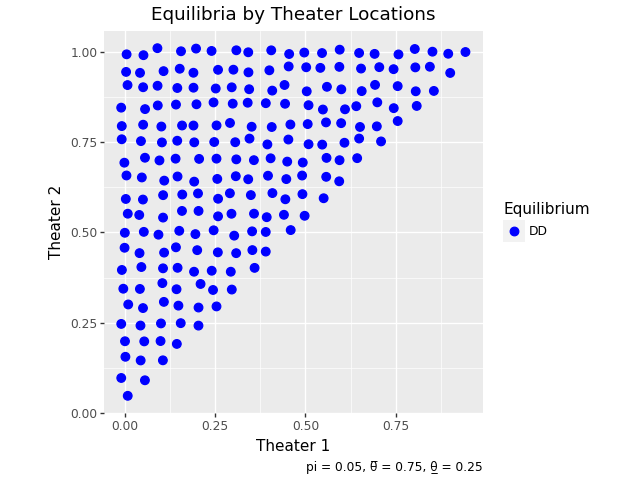 Equilibria by Theater Locations
1.00
0.75
0.50
0.25
0.00
Theater 2
0.00 0.25 0.50 0.75
Theater 1
Equilibrium
DD
pi = 0.05, θ̅ = 0.75, θ̲ = 0.25